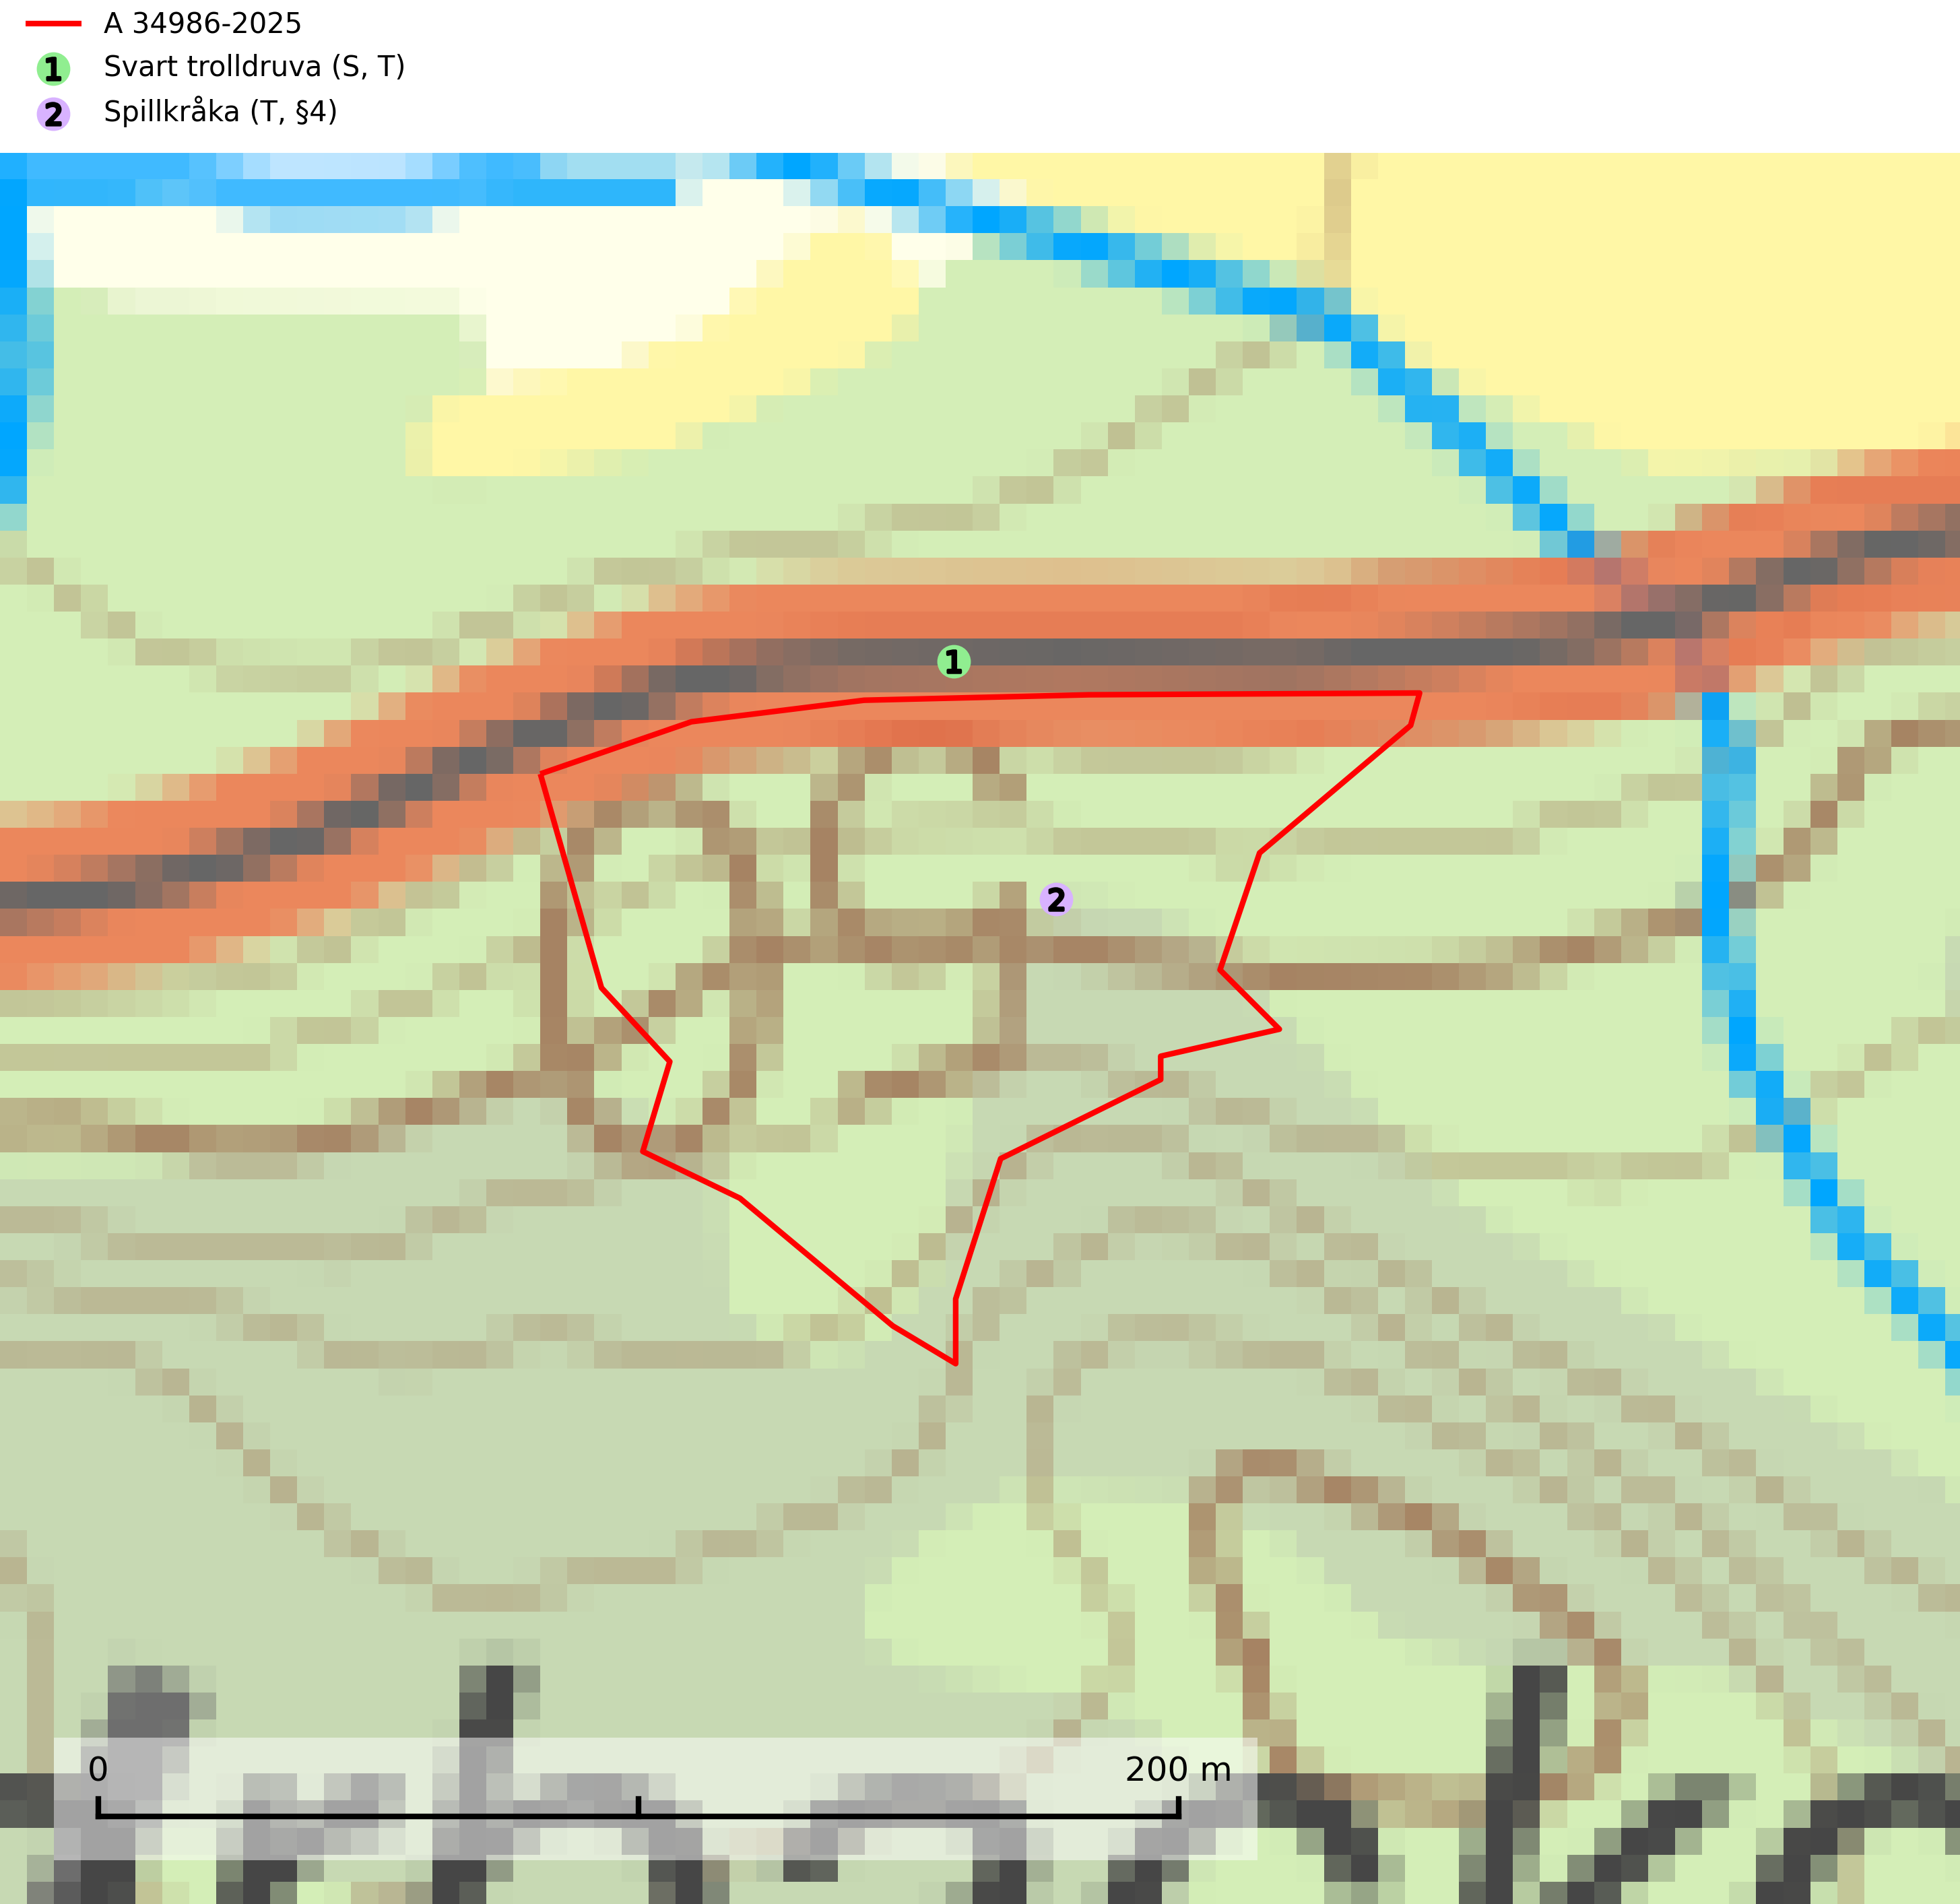 A 34986-2025
1 Svart trolldruva (S, T)
2 Spillkråka (T, §4)
1
2
0 200 m